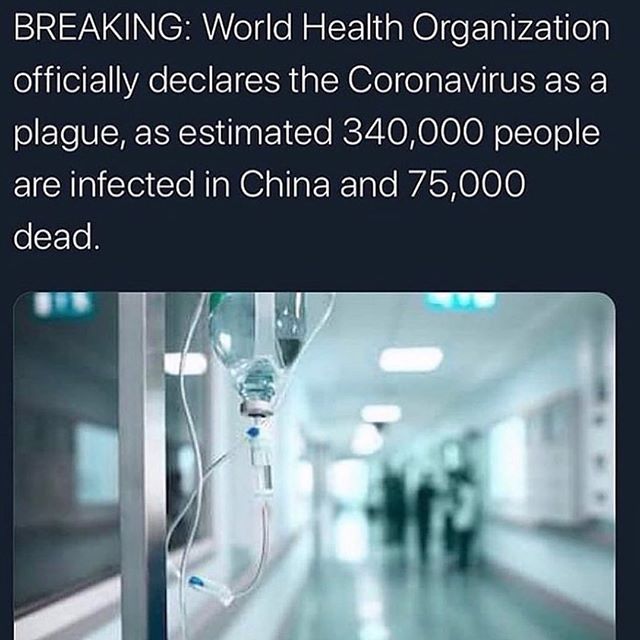 BREAKING: World Health Organization
officially declares the Coronavirus as a
plague, as estimated 340,000 people
are infected in China and 75,000
dead.